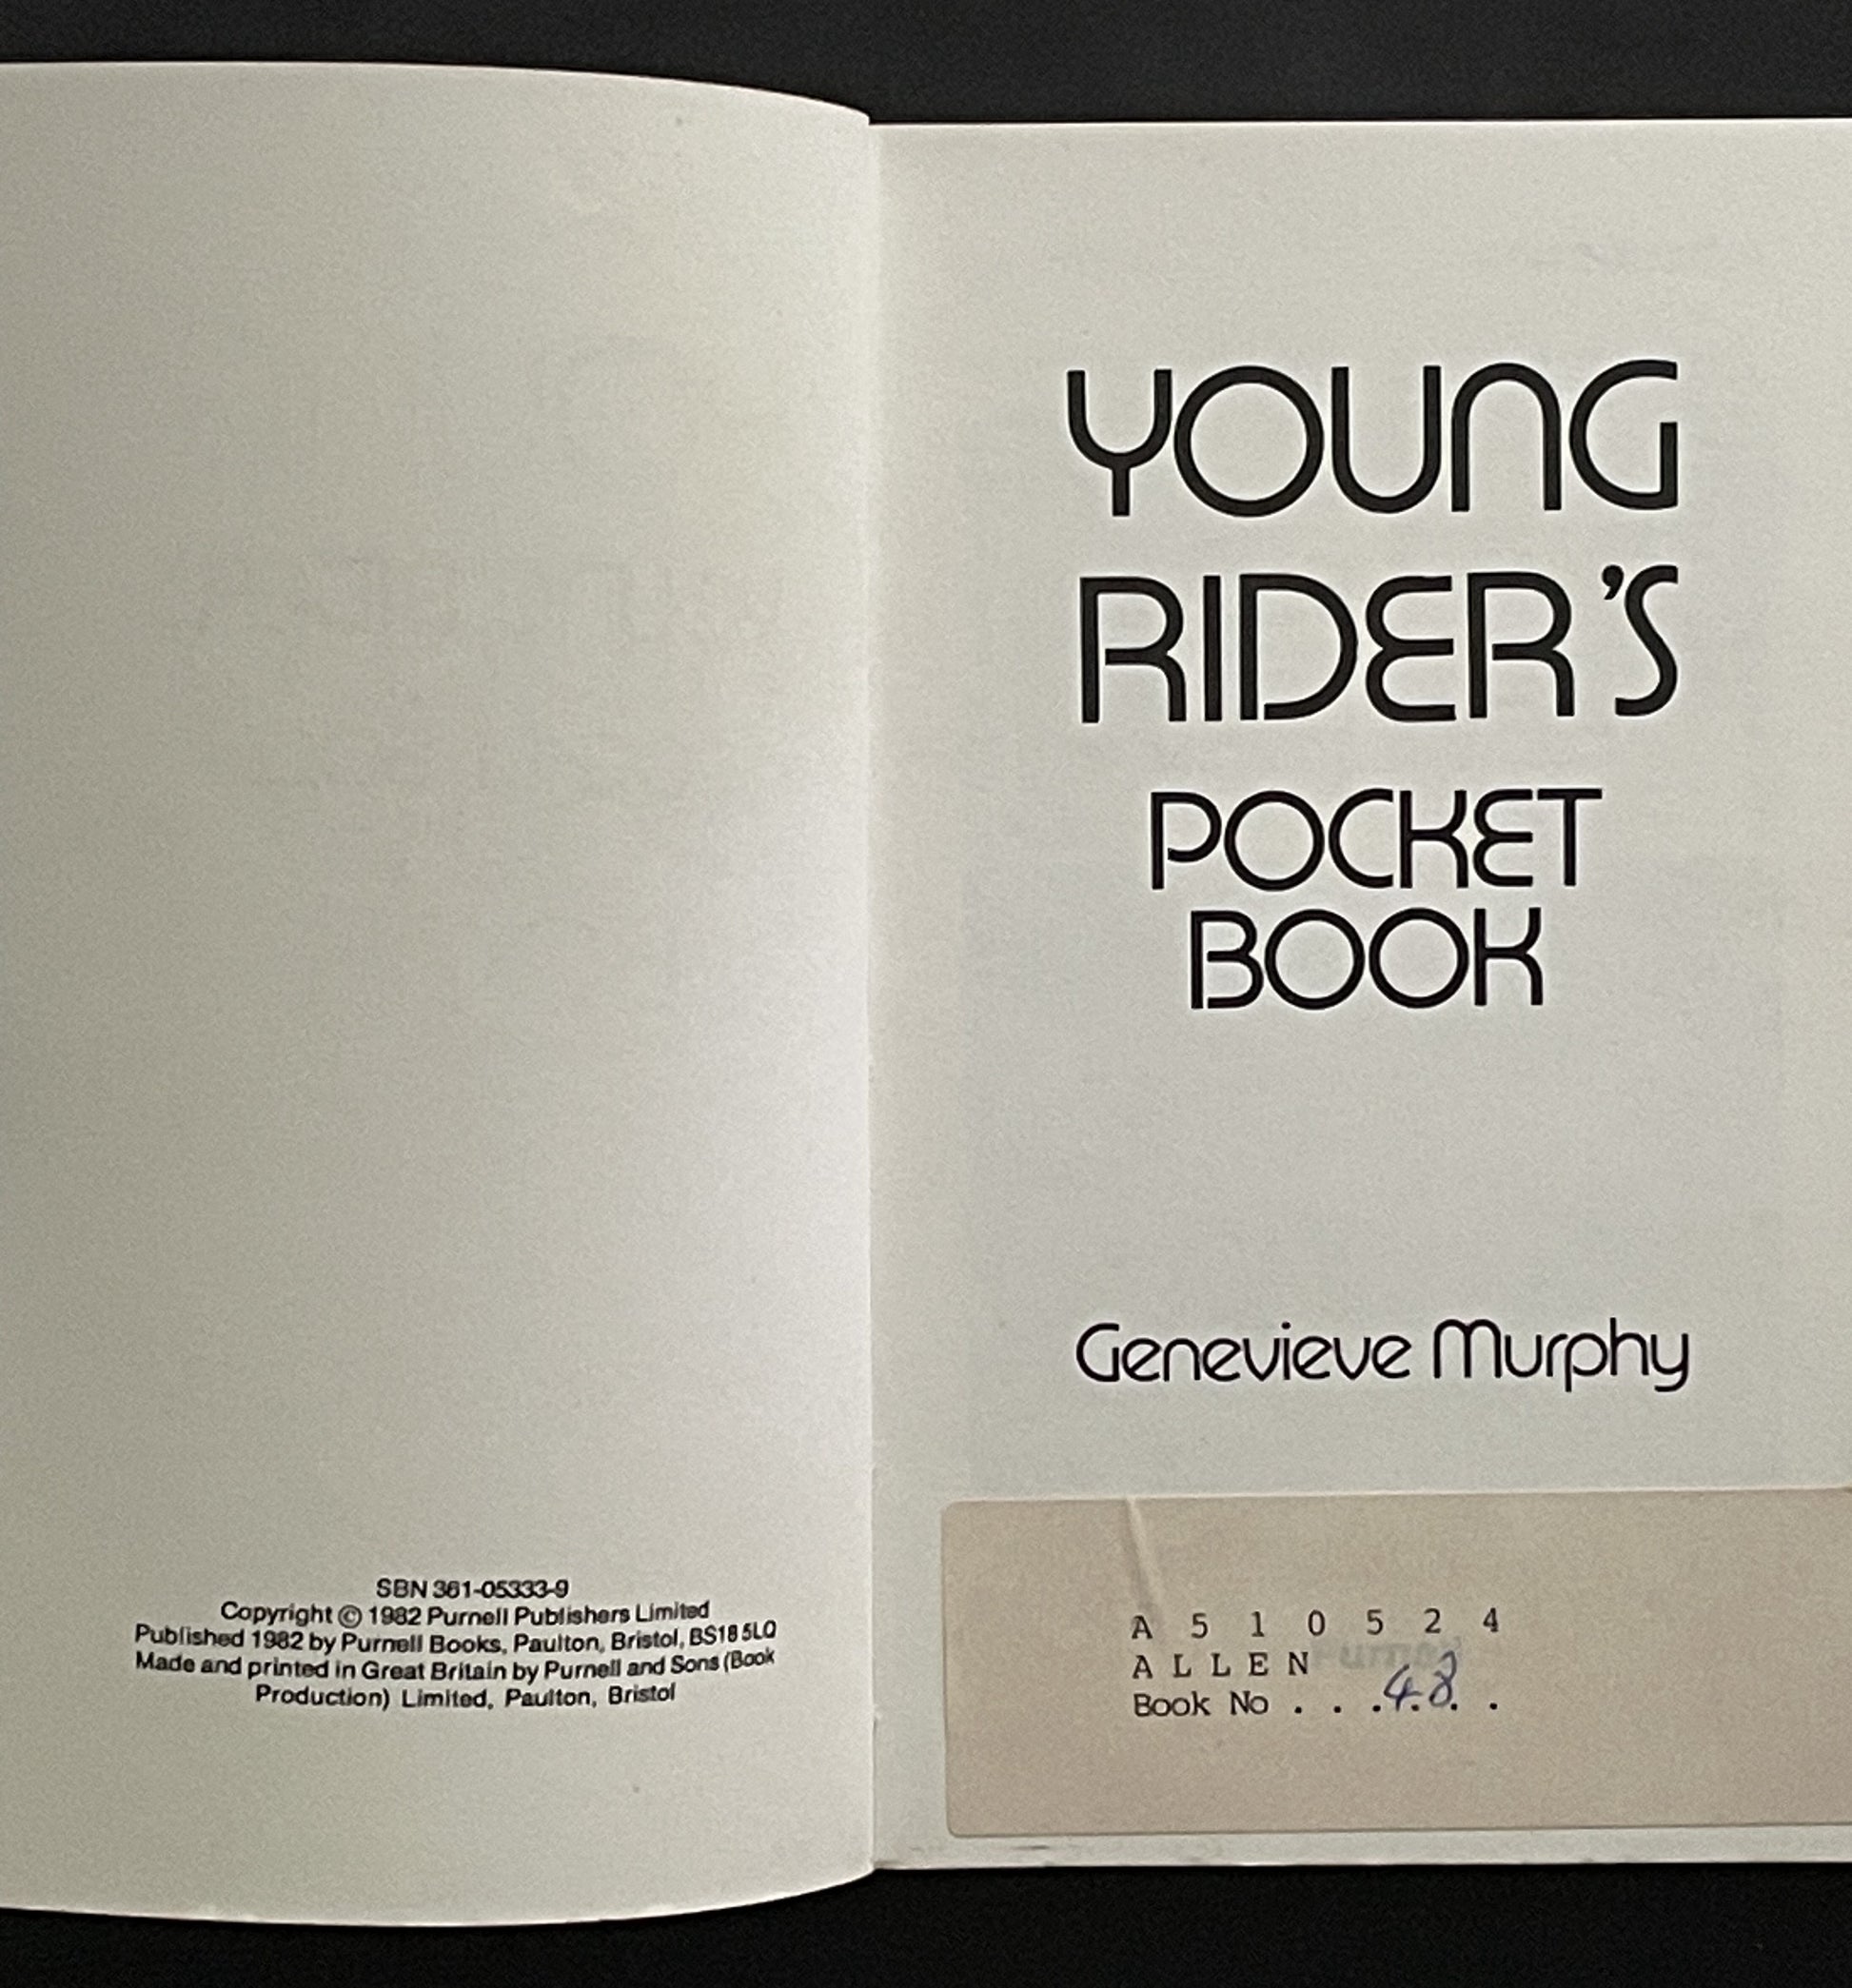 SBN 361-05333-9
Copyright © 1982 Purnell Publishers Limited
Published 1982 by Purnell Books, Paulton, Bristol, BS18 5LQ
Made and printed in Great Britain by Purnell and Sons (Book
Production) Limited, Paulton, Bristol
YOUNG
RIDER'S
POCKET
BOOK
Genevieve Murphy
A 5 1 0 5 2 4
A L L E N
Book No . . . 48 . .